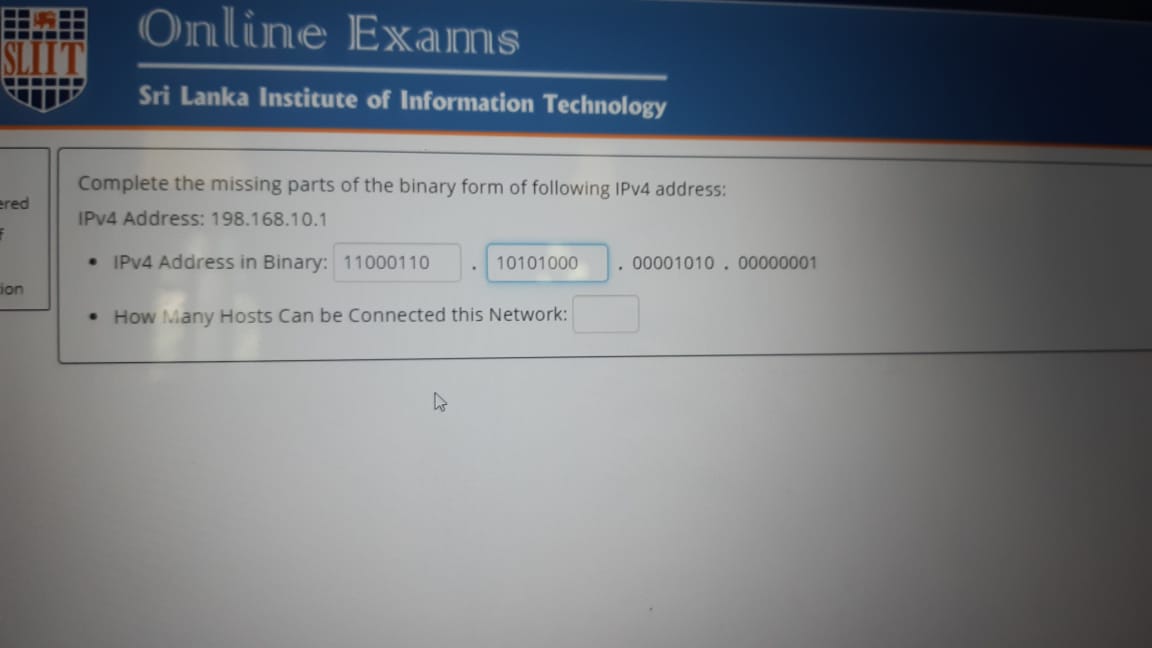 SLIIT
Online Exams
Sri Lanka Institute of Information Technology
ered
f
ion
Complete the missing parts of the binary form of following IPv4 address:
IPv4 Address: 198.168.10.1
• IPv4 Address in Binary: 11000110 . 10101000 . 00001010 . 00000001
• How Many Hosts Can be Connected this Network: